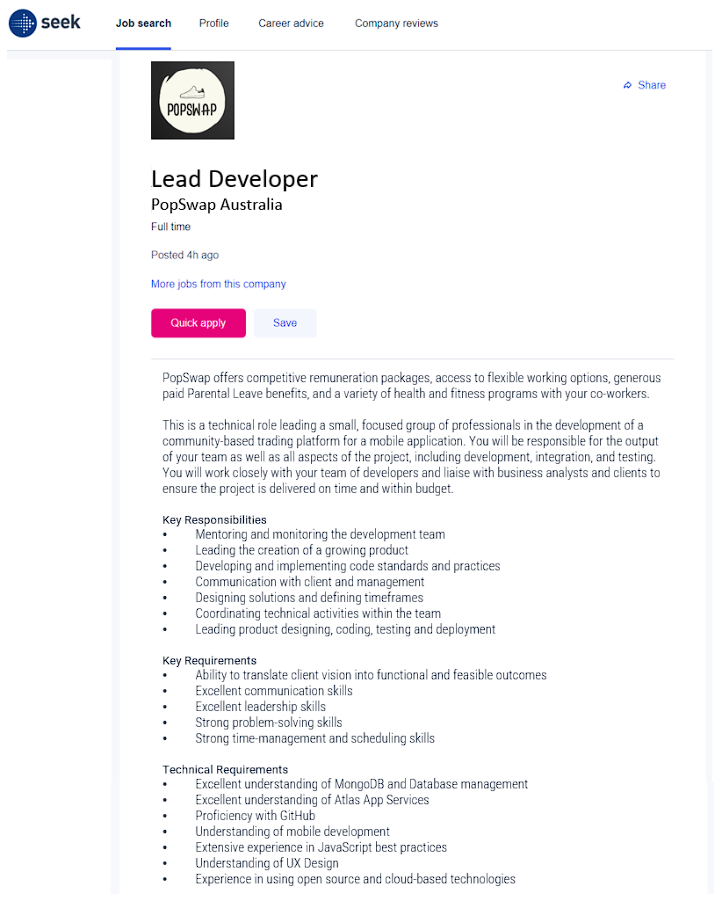 seek Job search Profile Career advice Company reviews
POPSWAP
Share
Lead Developer
PopSwap Australia
Full time
Posted 4h ago
More jobs from this company
Quick apply Save
PopSwap offers competitive remuneration packages, access to flexible working options, generous
paid Parental Leave benefits, and a variety of health and fitness programs with your co-workers.
This is a technical role leading a small, focused group of professionals in the development of a
community-based trading platform for a mobile application. You will be responsible for the output
of your team as well as all aspects of the project, including development, integration, and testing.
You will work closely with your team of developers and liaise with business analysts and clients to
ensure the project is delivered on time and within budget.
Key Responsibilities
• Mentoring and monitoring the development team
• Leading the creation of a growing product
• Developing and implementing code standards and practices
• Communication with client and management
• Designing solutions and defining timeframes
• Coordinating technical activities within the team
• Leading product designing, coding, testing and deployment
Key Requirements
• Ability to translate client vision into functional and feasible outcomes
• Excellent communication skills
• Excellent leadership skills
• Strong problem-solving skills
• Strong time-management and scheduling skills
Technical Requirements
• Excellent understanding of MongoDB and Database management
• Excellent understanding of Atlas App Services
• Proficiency with GitHub
• Understanding of mobile development
• Extensive experience in JavaScript best practices
• Understanding of UX Design
• Experience in using open source and cloud-based technologies